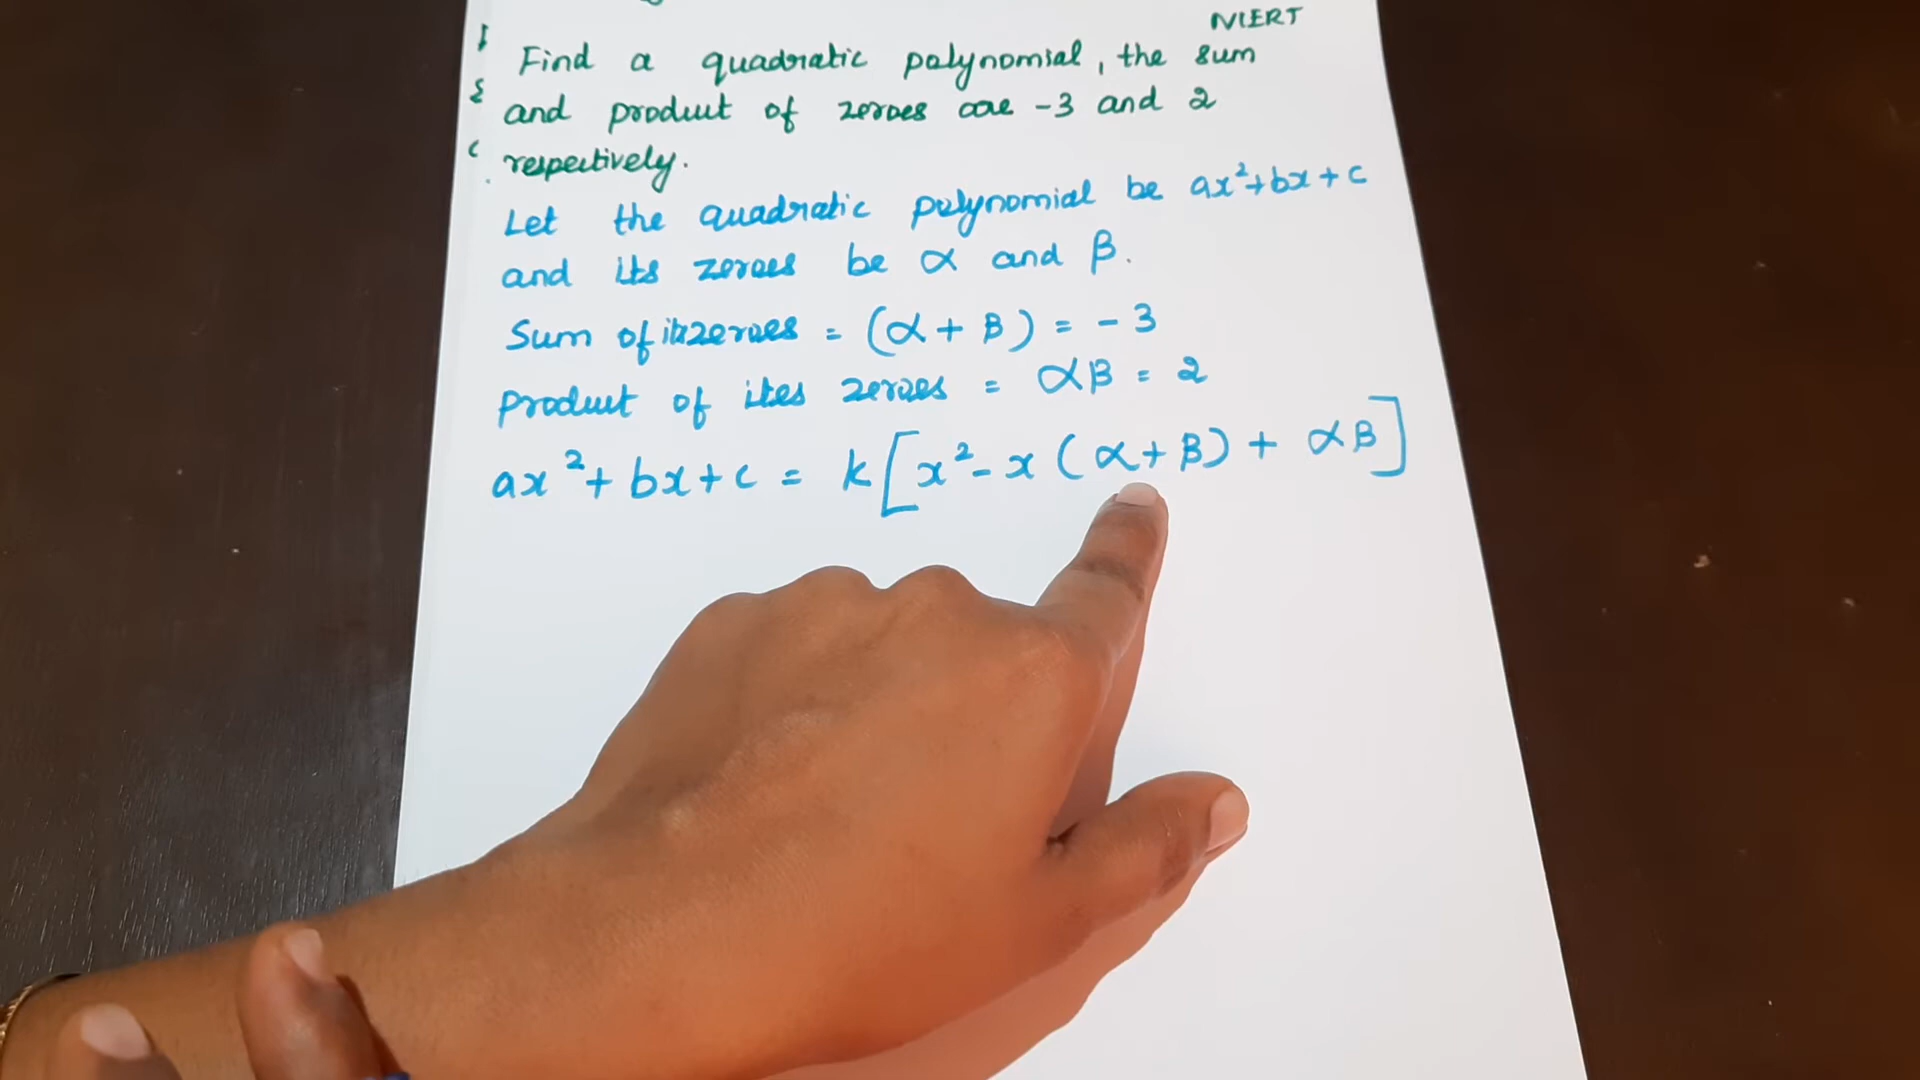 NCERT
Find a quadratic polynomial, the sum
and product of zeroes are -3 and 2
respectively.
Let the quadratic polynomial be ax²+bx+c
and its zeroes be α and β.
Sum of its zeroes = (α + β) = -3
product of its zeroes = αβ = 2
ax² + bx + c = k[x² - x (α + β) + αβ]